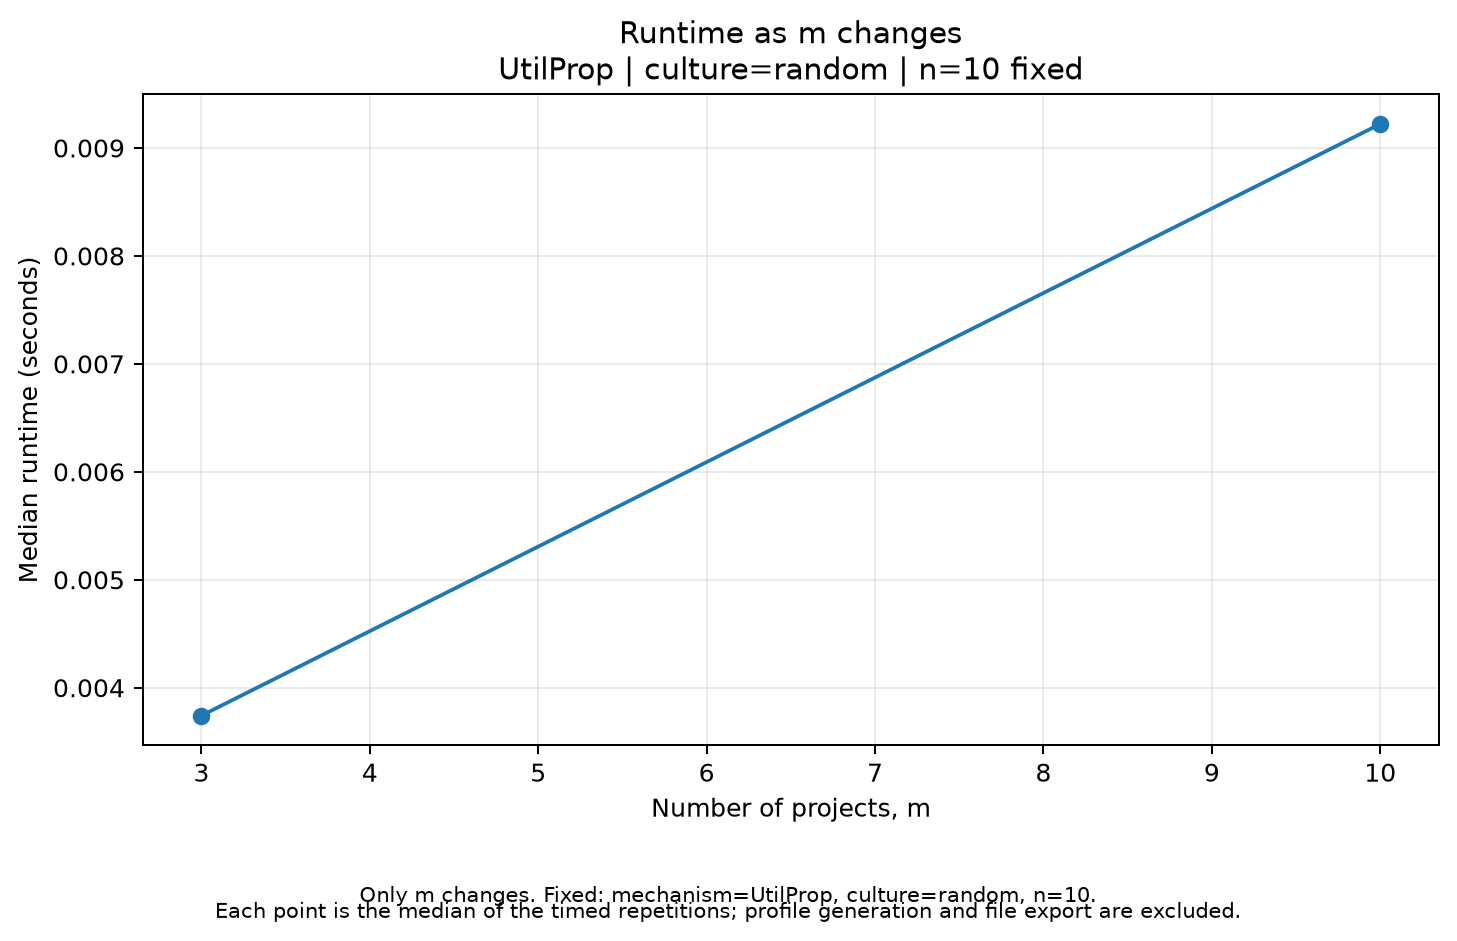 Runtime as m changes
UtilProp | culture=random | n=10 fixed
Median runtime (seconds)
0.009
0.008
0.007
0.006
0.005
0.004
3 4 5 6 7 8 9 10
Number of projects, m
Only m changes. Fixed: mechanism=UtilProp, culture=random, n=10.
Each point is the median of the timed repetitions; profile generation and file export are excluded.